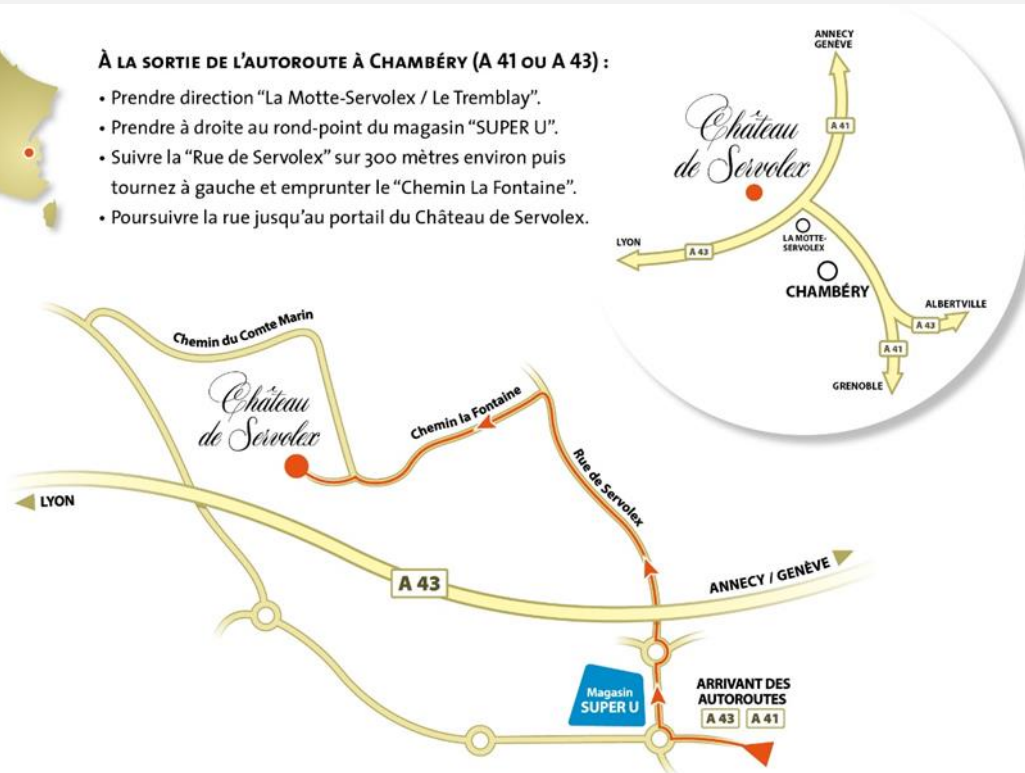 À LA SORTIE DE L'AUTOROUTE À CHAMBÉRY (A 41 OU A 43) :
• Prendre direction “La Motte-Servolex / Le Tremblay”.
• Prendre à droite au rond-point du magasin “SUPER U”.
• Suivre la “Rue de Servolex” sur 300 mètres environ puis
tournez à gauche et emprunter le “Chemin La Fontaine”.
• Poursuivre la rue jusqu'au portail du Château de Servolex.
ANNECY
GENÈVE
A 41
Château
de Servolex
LYON
A 43
LA MOTTE-
SERVOLEX
CHAMBÉRY
ALBERTVILLE
A 43
A 41
GRENOBLE
Chemin du Comte Marin
Château
de Servolex
Chemin la Fontaine
Rue de Servolex
LYON
A 43
ANNECY / GENÈVE
Magasin
SUPER U
ARRIVANT DES
AUTOROUTES
A 43 A 41